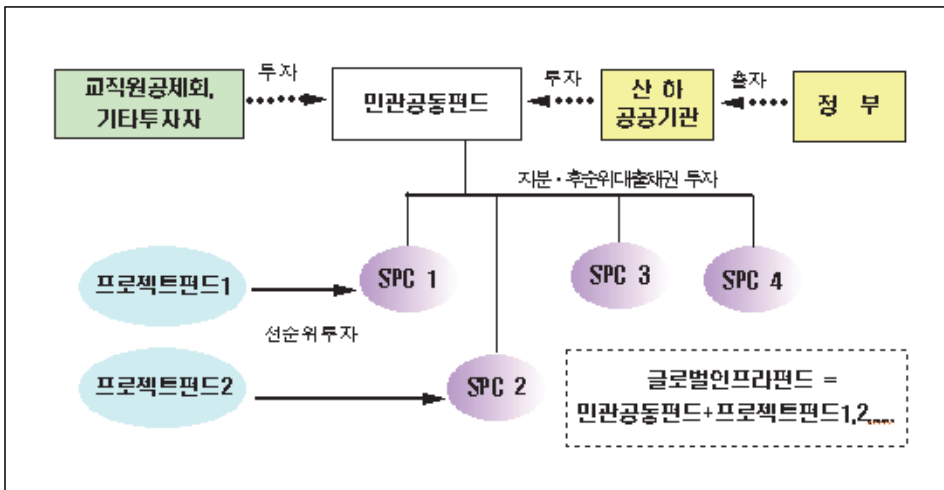 교직원공제회,
기타투자자
투자
민관공동펀드
투자
산 하
공공기관
출자
정 부
지분·후순위대출채권 투자
프로젝트펀드1
SPC 1
SPC 3
SPC 4
선순위투자
프로젝트펀드2
SPC 2
글로벌인프라펀드 =
민관공동펀드+프로젝트펀드1,2,....